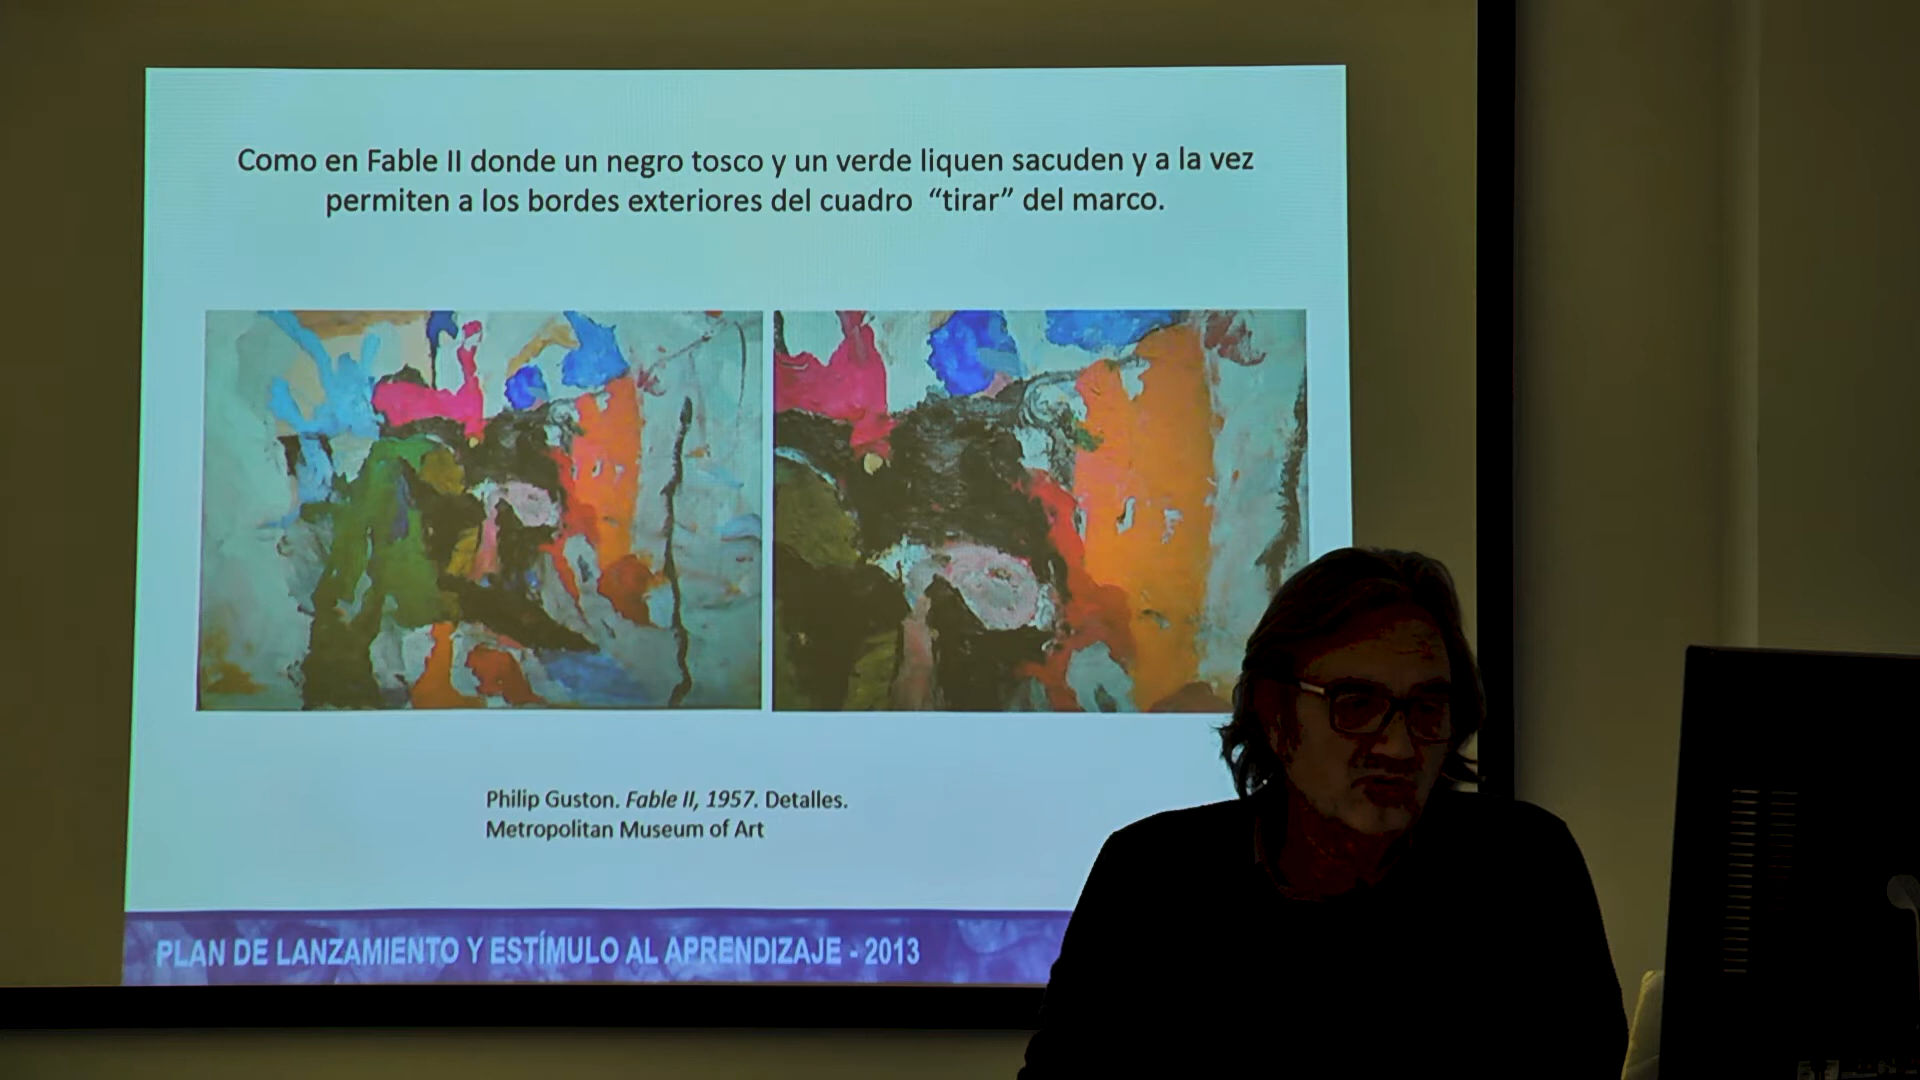 Como en Fable II donde un negro tosco y un verde liquen sacuden y a la vez
permiten a los bordes exteriores del cuadro “tirar” del marco.
Philip Guston. Fable II, 1957. Detalles.
Metropolitan Museum of Art
PLAN DE LANZAMIENTO Y ESTÍMULO AL APRENDIZAJE - 2013